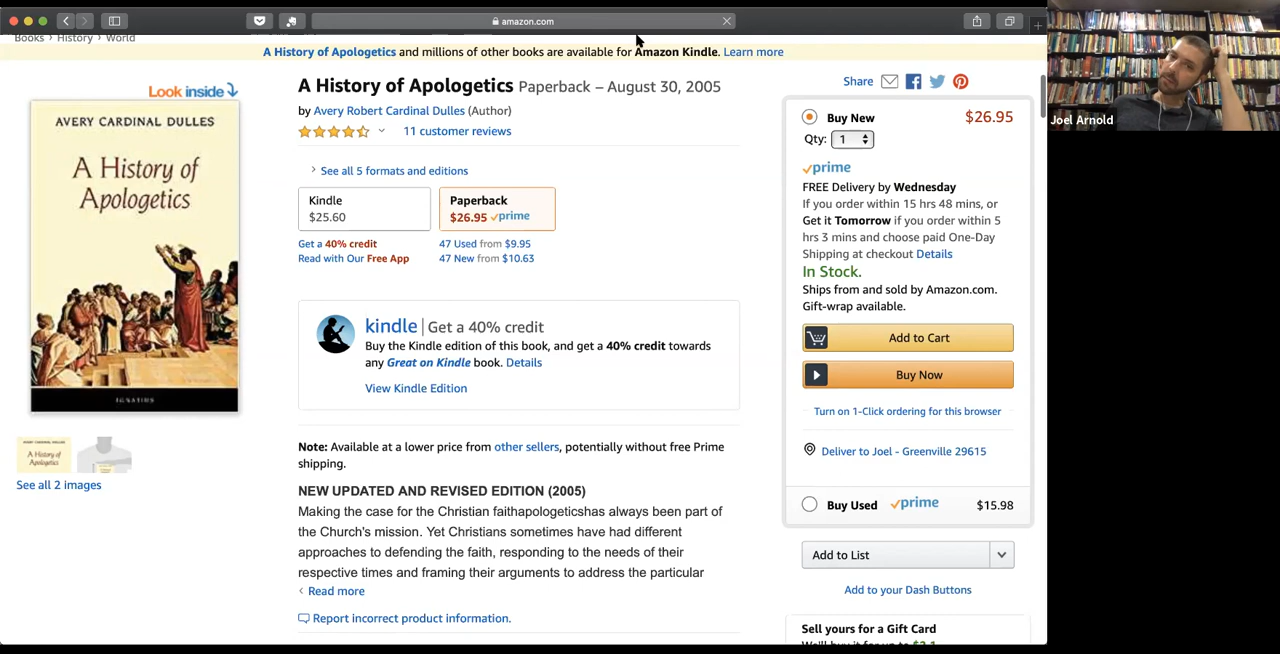 amazon.com
Books › History › World
A History of Apologetics and millions of other books are available for Amazon Kindle. Learn more
Look inside
AVERY CARDINAL DULLES
A History of
Apologetics
IGNATIUS
See all 2 images
A History of Apologetics Paperback – August 30, 2005
by Avery Robert Cardinal Dulles (Author)
11 customer reviews
See all 5 formats and editions
Kindle
$25.60
Paperback
$26.95 prime
Get a 40% credit
Read with Our Free App
47 Used from $9.95
47 New from $10.63
kindle | Get a 40% credit
Buy the Kindle edition of this book, and get a 40% credit towards
any Great on Kindle book. Details
View Kindle Edition
Note: Available at a lower price from other sellers, potentially without free Prime
shipping.
NEW UPDATED AND REVISED EDITION (2005)
Making the case for the Christian faithapologeticshas always been part of
the Church's mission. Yet Christians sometimes have had different
approaches to defending the faith, responding to the needs of their
respective times and framing their arguments to address the particular
Read more
Report incorrect product information.
Share
Buy New $26.95
Qty: 1
prime
FREE Delivery by Wednesday
If you order within 15 hrs 48 mins, or
Get it Tomorrow if you order within 5
hrs 3 mins and choose paid One-Day
Shipping at checkout Details
In Stock.
Ships from and sold by Amazon.com.
Gift-wrap available.
Add to Cart
Buy Now
Turn on 1-Click ordering for this browser
Deliver to Joel - Greenville 29615
Buy Used prime $15.98
Add to List
Add to your Dash Buttons
Sell yours for a Gift Card
Joel Arnold